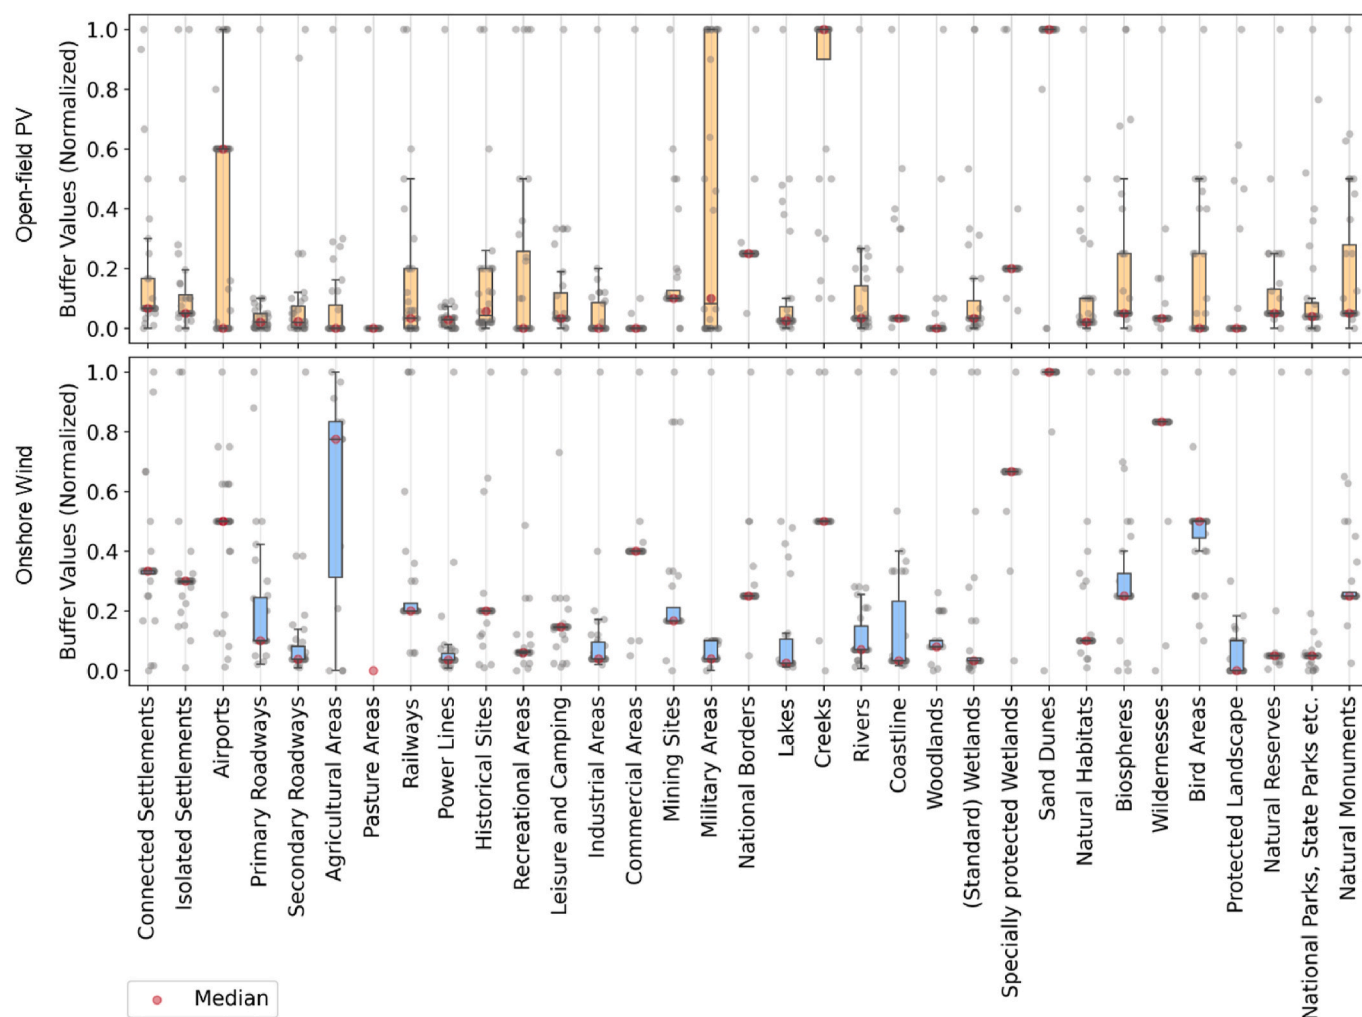 Open-field PV
Buffer Values (Normalized)
1.0
0.8
0.6
0.4
0.2
0.0
Onshore Wind
Buffer Values (Normalized)
1.0
0.8
0.6
0.4
0.2
0.0
Connected Settlements
Isolated Settlements
Airports
Primary Roadways
Secondary Roadways
Agricultural Areas
Pasture Areas
Railways
Power Lines
Historical Sites
Recreational Areas
Leisure and Camping
Industrial Areas
Commercial Areas
Mining Sites
Military Areas
National Borders
Lakes
Creeks
Rivers
Coastline
Woodlands
(Standard) Wetlands
Specially protected Wetlands
Sand Dunes
Natural Habitats
Biospheres
Wildernesses
Bird Areas
Protected Landscape
Natural Reserves
National Parks, State Parks etc.
Natural Monuments
Median